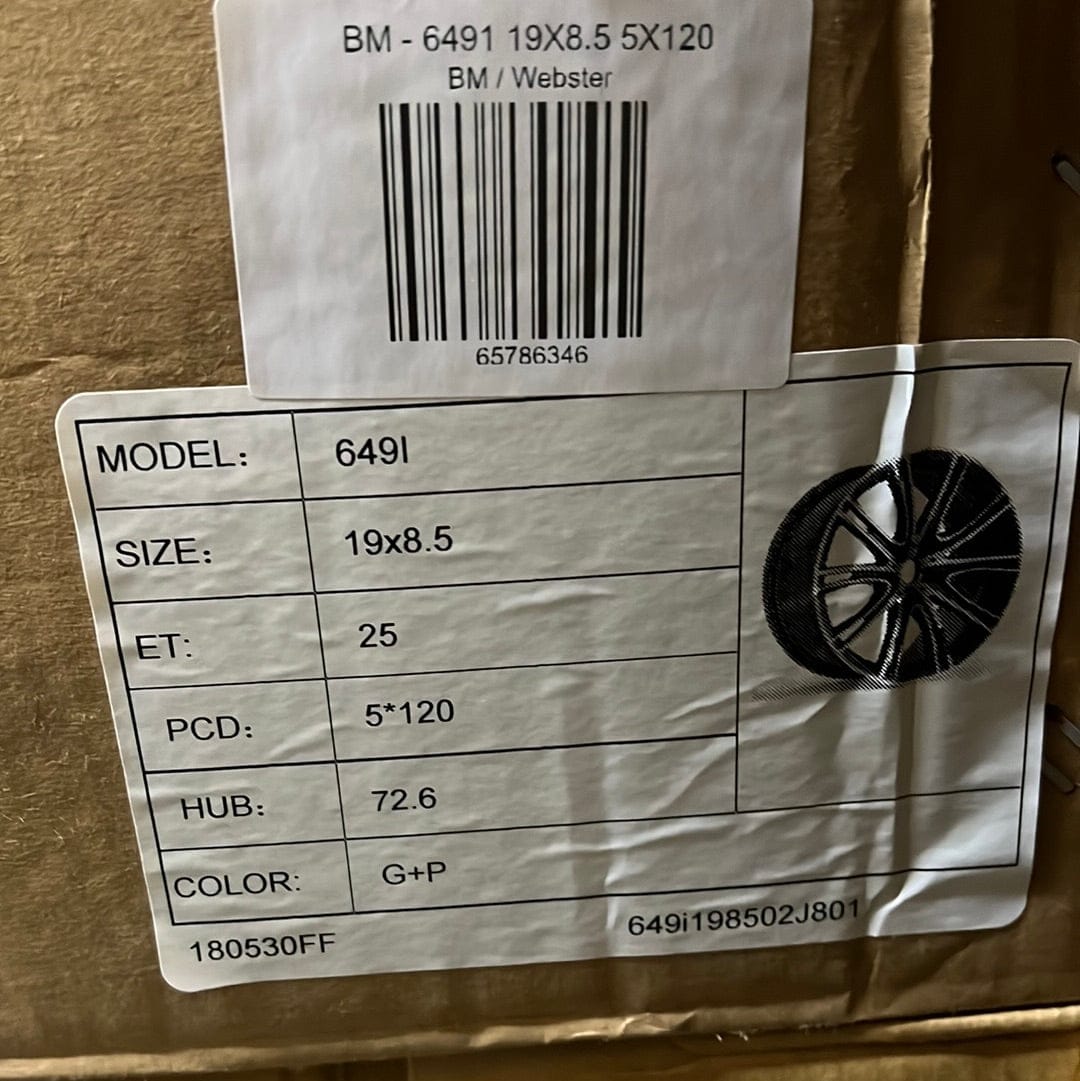 BM - 6491 19X8.5 5X120
BM / Webster
65786346
MODEL: 649I
SIZE: 19x8.5
ET: 25
PCD: 5*120
HUB: 72.6
COLOR: G+P
180530FF 649i198502J801